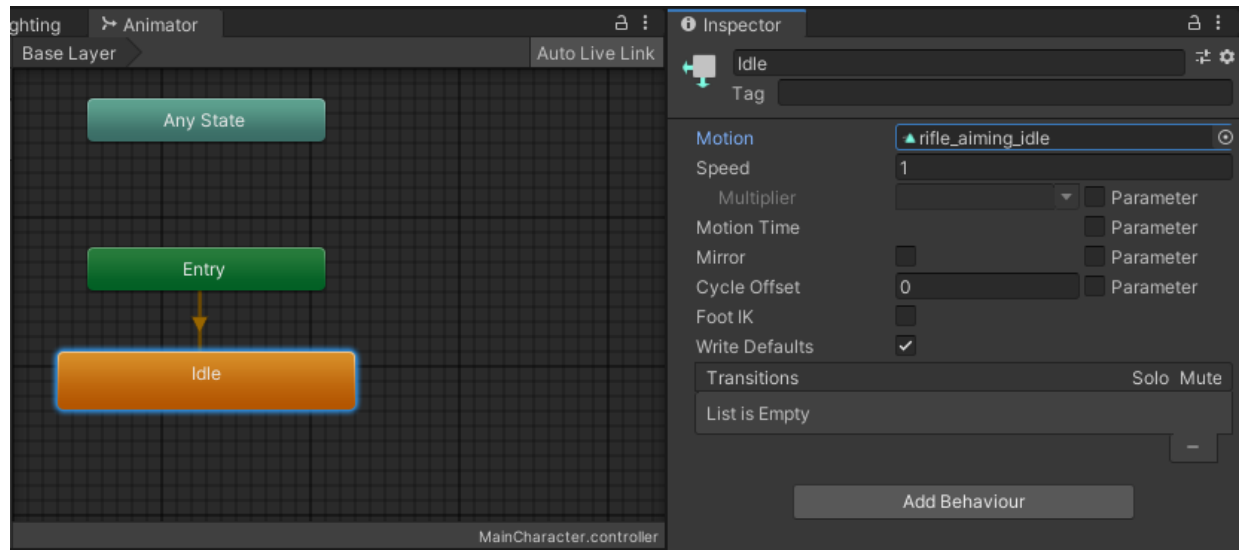 ghting Animator
Base Layer Auto Live Link
Any State
Entry
Idle
MainCharacter.controller
Inspector
Idle
Tag
Motion rifle_aiming_idle
Speed 1
Multiplier Parameter
Motion Time Parameter
Mirror Parameter
Cycle Offset 0 Parameter
Foot IK
Write Defaults
Transitions Solo Mute
List is Empty
Add Behaviour